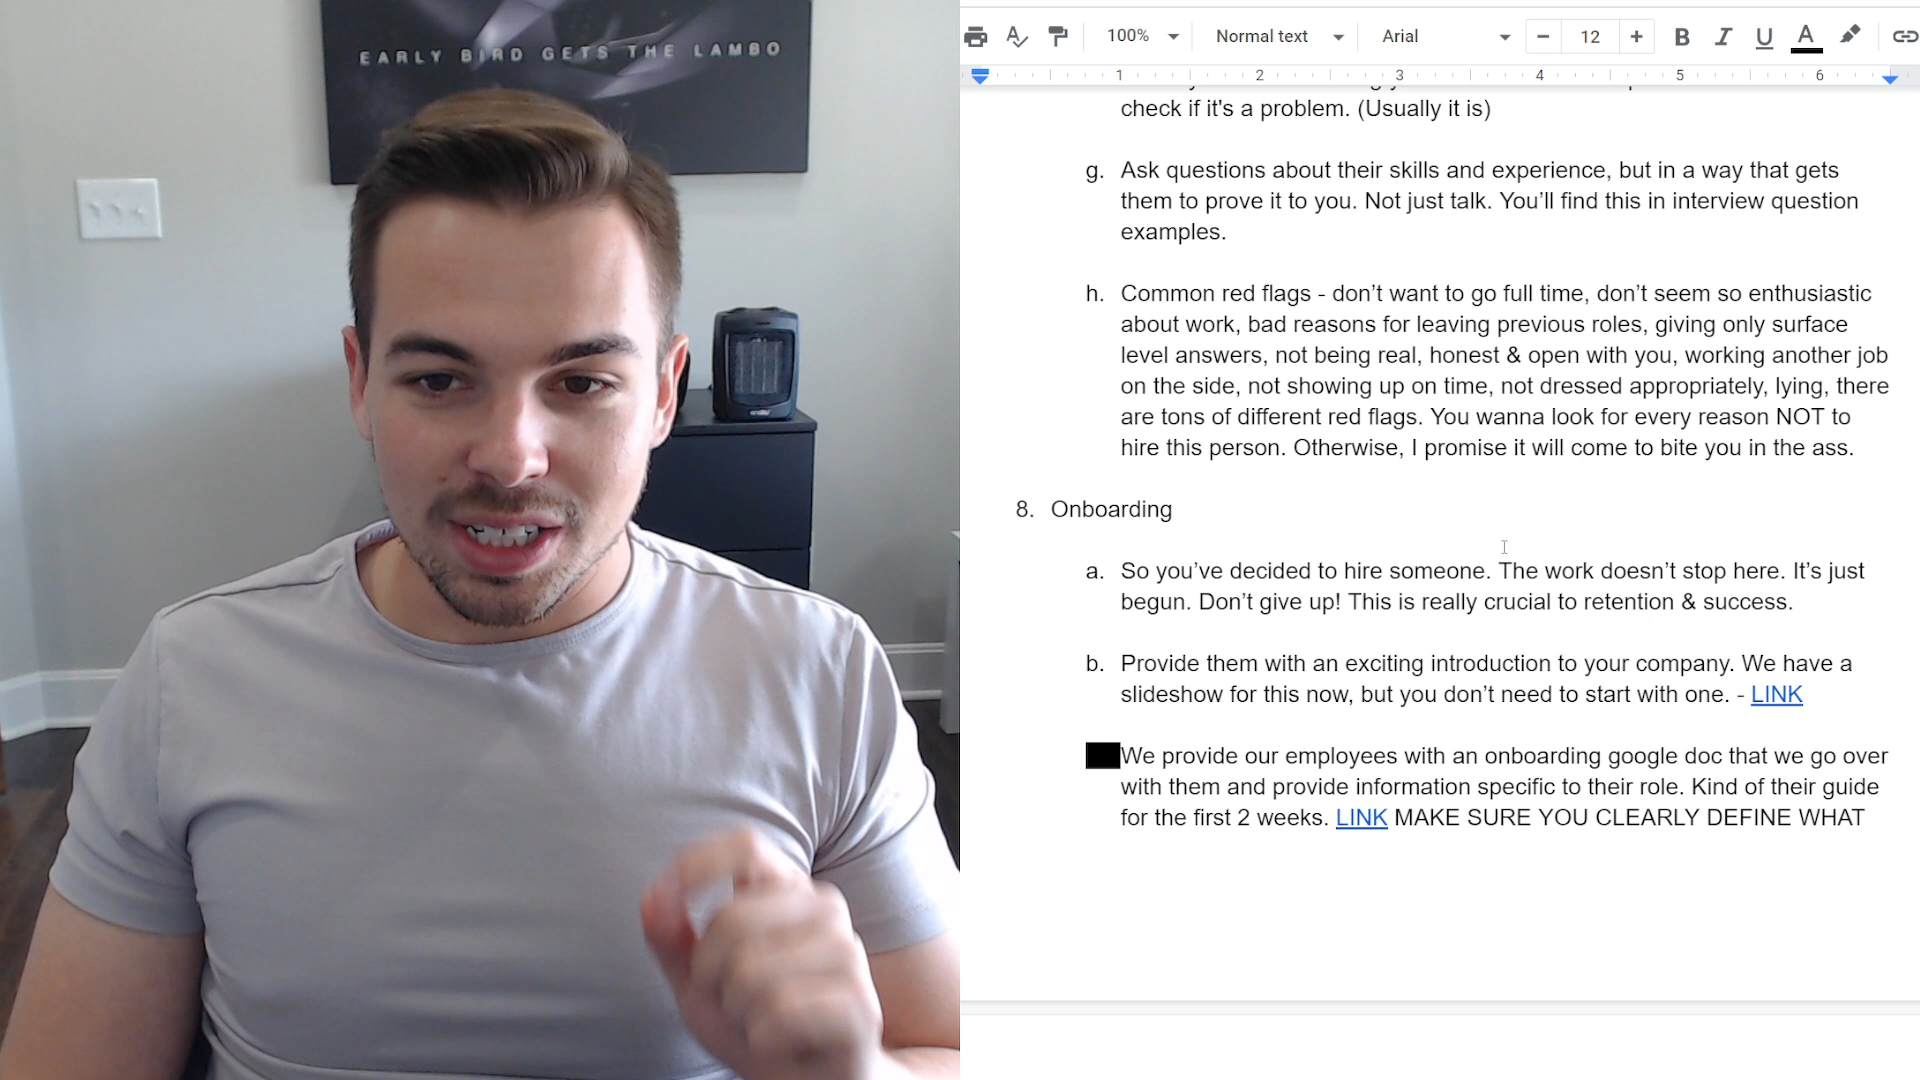 EARLY BIRD GETS THE LAMBO
100%
Normal text
Arial
12
B I U A
1 2 3 4 5 6
check if it's a problem. (Usually it is)
g. Ask questions about their skills and experience, but in a way that gets
them to prove it to you. Not just talk. You’ll find this in interview question
examples.
h. Common red flags - don’t want to go full time, don’t seem so enthusiastic
about work, bad reasons for leaving previous roles, giving only surface
level answers, not being real, honest & open with you, working another job
on the side, not showing up on time, not dressed appropriately, lying, there
are tons of different red flags. You wanna look for every reason NOT to
hire this person. Otherwise, I promise it will come to bite you in the ass.
8. Onboarding
a. So you’ve decided to hire someone. The work doesn’t stop here. It’s just
begun. Don’t give up! This is really crucial to retention & success.
b. Provide them with an exciting introduction to your company. We have a
slideshow for this now, but you don’t need to start with one. - LINK
We provide our employees with an onboarding google doc that we go over
with them and provide information specific to their role. Kind of their guide
for the first 2 weeks. LINK MAKE SURE YOU CLEARLY DEFINE WHAT